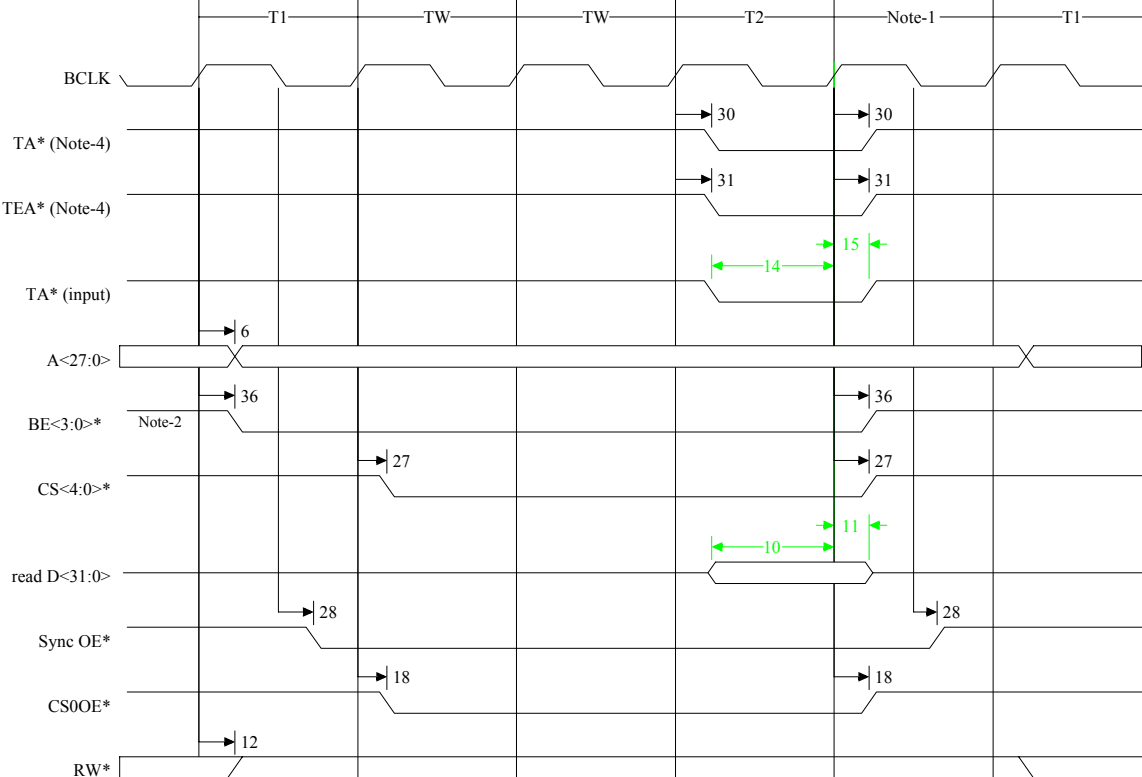 T1 TW TW T2 Note-1 T1
BCLK
30 30
TA* (Note-4)
31 31
TEA* (Note-4)
15
14
TA* (input)
6
A<27:0>
36 36
BE<3:0>* Note-2
27 27
CS<4:0>*
11
10
read D<31:0>
28 28
Sync OE*
18 18
CS0OE*
12
RW*